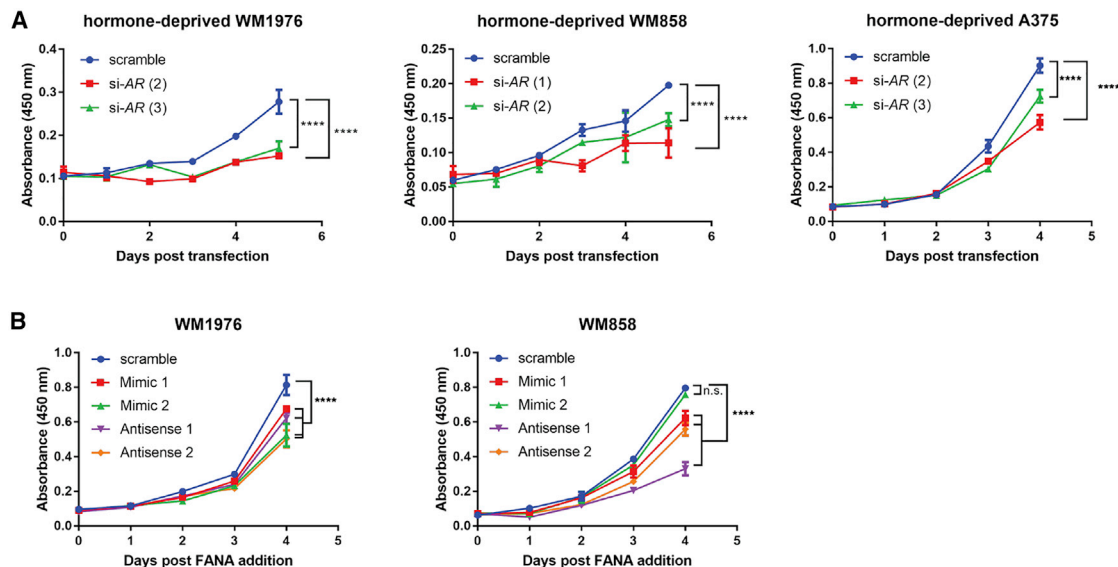 A
hormone-deprived WM1976
Absorbance (450 nm)
0.4
0.3
0.2
0.1
0.0
scramble
si-AR (2)
si-AR (3)
****
****
0
2
4
6
Days post transfection
hormone-deprived WM858
Absorbance (450 nm)
0.25
0.20
0.15
0.10
0.05
0.00
scramble
si-AR (1)
si-AR (2)
****
****
0
2
4
6
Days post transfection
hormone-deprived A375
Absorbance (450 nm)
1.0
0.8
0.6
0.4
0.2
0.0
scramble
si-AR (2)
si-AR (3)
****
****
0
1
2
3
4
5
Days post transfection
B
WM1976
Absorbance (450 nm)
1.0
0.8
0.6
0.4
0.2
0.0
scramble
Mimic 1
Mimic 2
Antisense 1
Antisense 2
****
0
1
2
3
4
5
Days post FANA addition
WM858
Absorbance (450 nm)
1.0
0.8
0.6
0.4
0.2
0.0
scramble
Mimic 1
Mimic 2
Antisense 1
Antisense 2
n.s.
****
0
1
2
3
4
5
Days post FANA addition